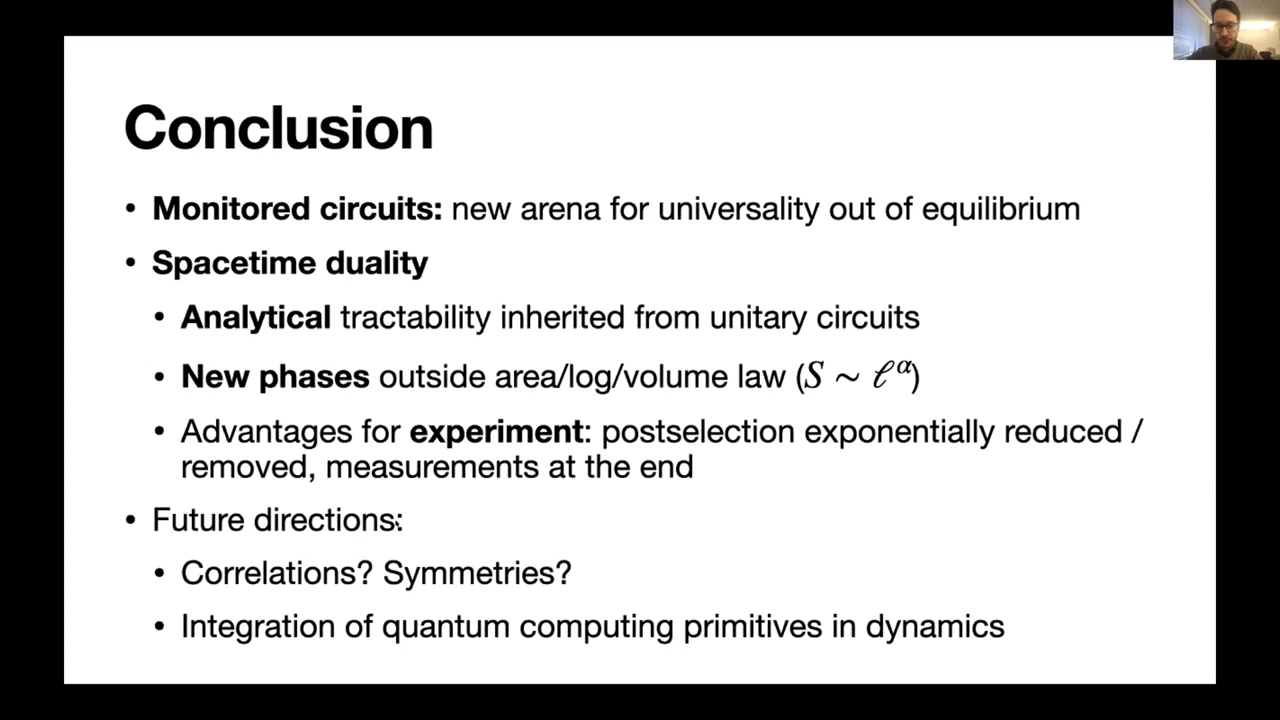 Conclusion
• Monitored circuits: new arena for universality out of equilibrium
• Spacetime duality
• Analytical tractability inherited from unitary circuits
• New phases outside area/log/volume law (S ~ ℓ^α)
• Advantages for experiment: postselection exponentially reduced /
removed, measurements at the end
• Future directions:
• Correlations? Symmetries?
• Integration of quantum computing primitives in dynamics